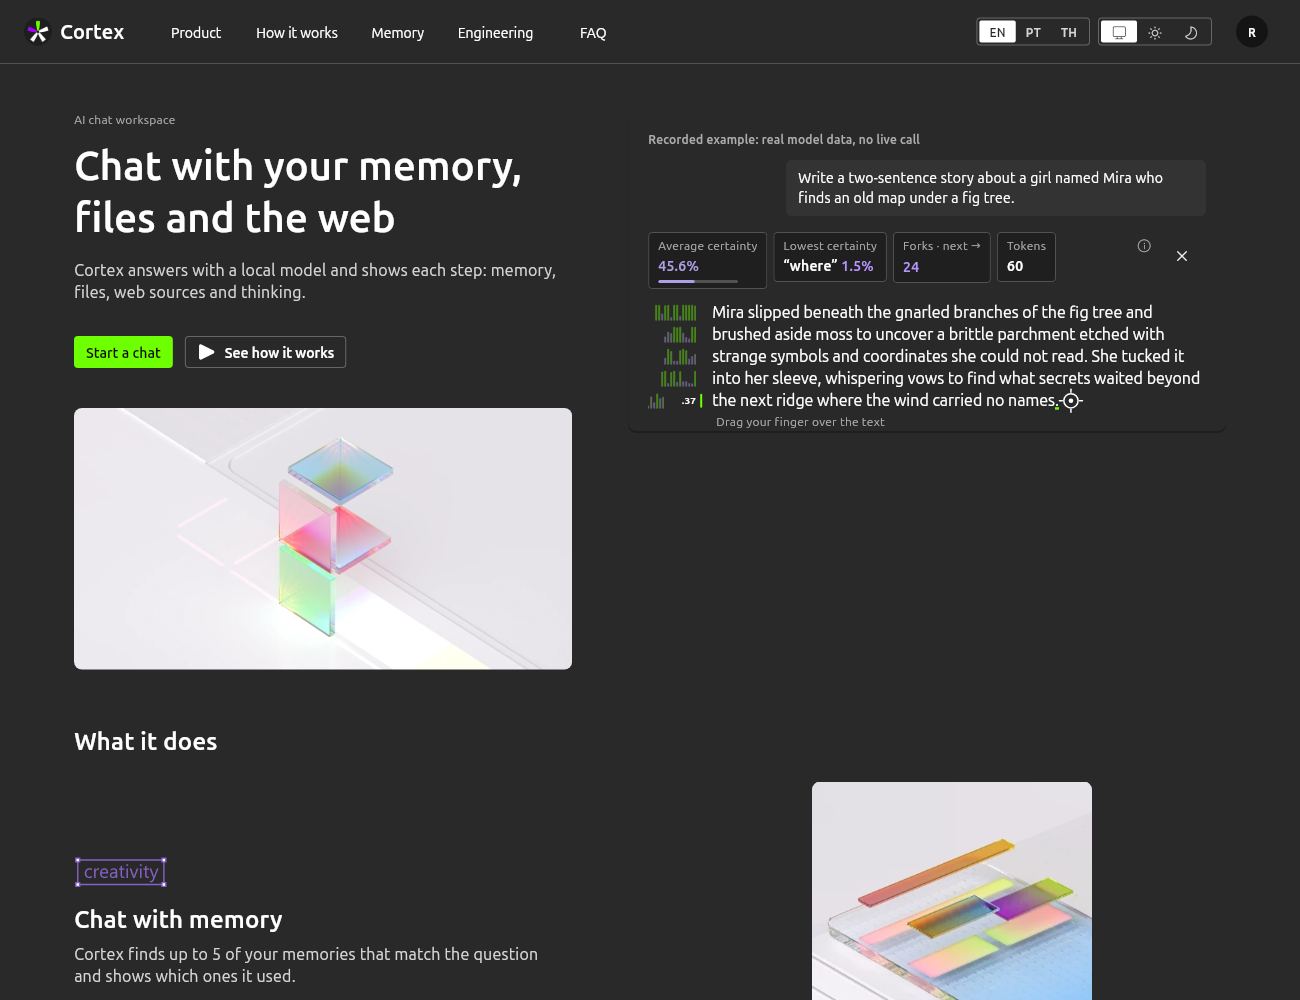 Cortex
Product
How it works
Memory
Engineering
FAQ
EN
PT
TH
R
AI chat workspace
Chat with your memory,
files and the web
Cortex answers with a local model and shows each step: memory,
files, web sources and thinking.
Start a chat
See how it works
Recorded example: real model data, no live call
Write a two-sentence story about a girl named Mira who
finds an old map under a fig tree.
Average certainty
45.6%
Lowest certainty
“where” 1.5%
Forks · next →
24
Tokens
60
Mira slipped beneath the gnarled branches of the fig tree and
brushed aside moss to uncover a brittle parchment etched with
strange symbols and coordinates she could not read. She tucked it
into her sleeve, whispering vows to find what secrets waited beyond
.37 the next ridge where the wind carried no names.
Drag your finger over the text
What it does
creativity
Chat with memory
Cortex finds up to 5 of your memories that match the question
and shows which ones it used.